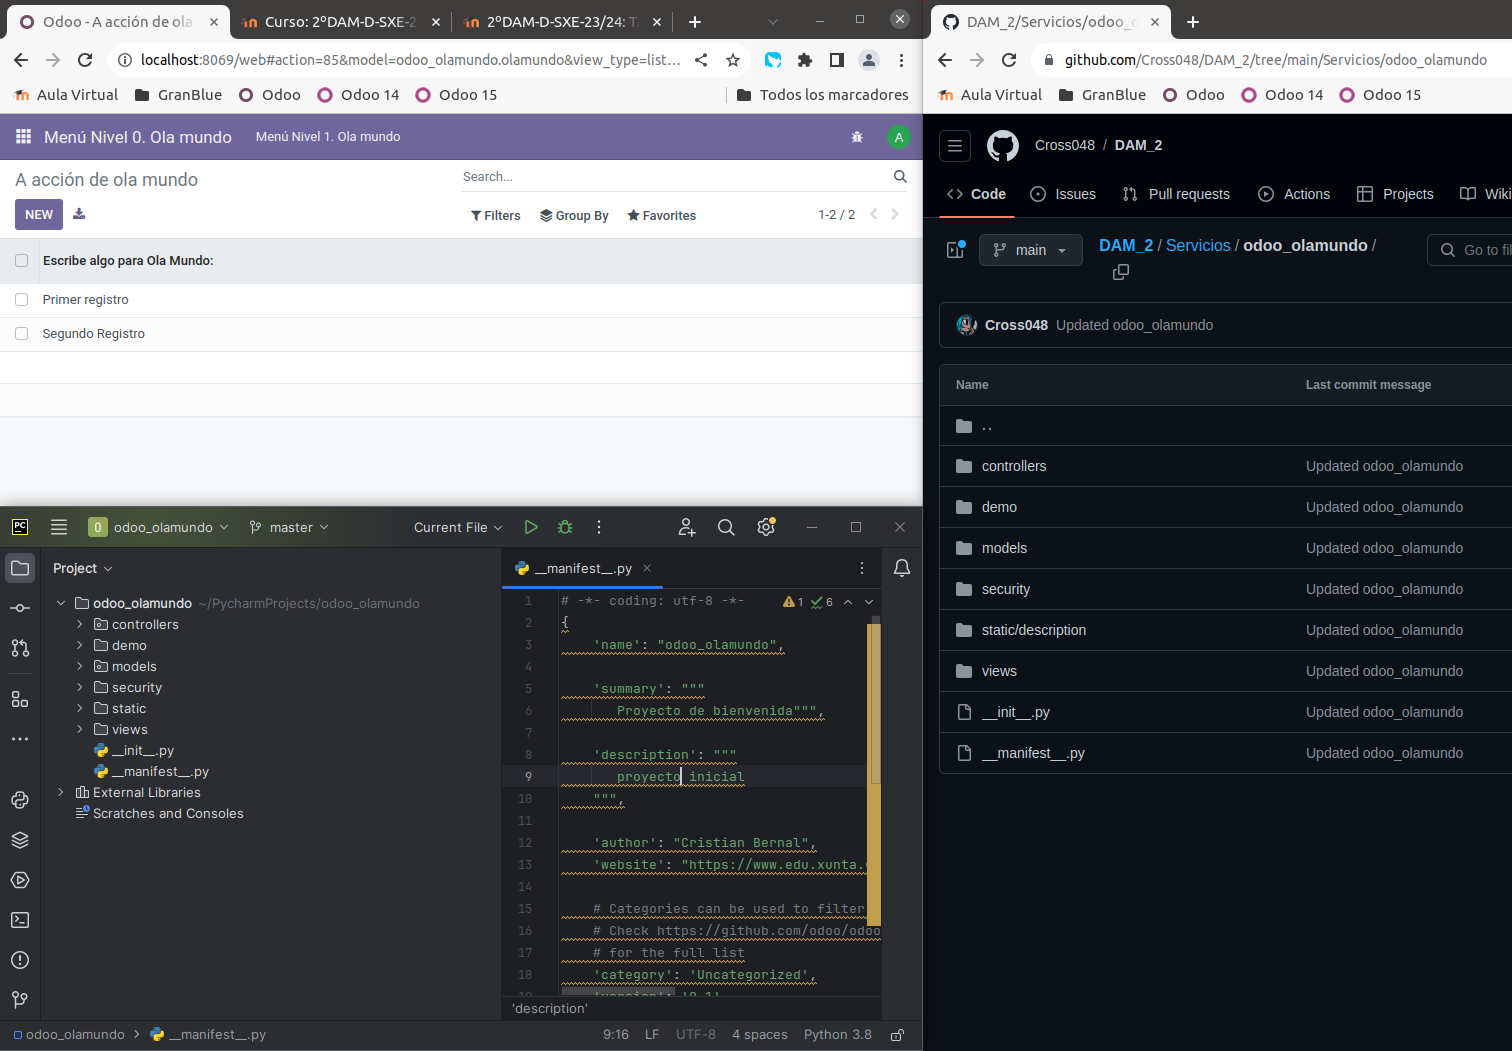 Odoo - A acción de ola
Curso: 2ºDAM-D-SXE-2
2ºDAM-D-SXE-23/24: T
localhost:8069/web#action=85&model=odoo_olamundo.olamundo&view_type=list...
Aula Virtual
GranBlue
Odoo
Odoo 14
Odoo 15
Todos los marcadores
Menú Nivel 0. Ola mundo
Menú Nivel 1. Ola mundo
A
A acción de ola mundo
Search...
NEW
Filters
Group By
Favorites
1-2 / 2
Escribe algo para Ola Mundo:
Primer registro
Segundo Registro
PC
O
odoo_olamundo
master
Current File
Project
odoo_olamundo ~/PycharmProjects/odoo_olamundo
controllers
demo
models
security
static
views
__init__.py
__manifest__.py
External Libraries
Scratches and Consoles
__manifest__.py
1 # -*- coding: utf-8 -*-
1
6
2 {
3 'name': "odoo_olamundo",
4
5 'summary': """
6 Proyecto de bienvenida""",
7
8 'description': """
9 proyecto inicial
10 """,
11
12 'author': "Cristian Bernal",
13 'website': "https://www.edu.xunta.
14
15 # Categories can be used to filter
16 # Check https://github.com/odoo/odoo
17 # for the full list
18 'category': 'Uncategorized',
19 'version': '0.1'
'description'
odoo_olamundo
__manifest__.py
9:16
LF
UTF-8
4 spaces
Python 3.8
DAM_2/Servicios/odoo_o
github.com/Cross048/DAM_2/tree/main/Servicios/odoo_olamundo
Aula Virtual
GranBlue
Odoo
Odoo 14
Odoo 15
Cross048 / DAM_2
Code
Issues
Pull requests
Actions
Projects
Wiki
main
DAM_2 / Servicios / odoo_olamundo /
Go to fil
Cross048 Updated odoo_olamundo
Name
Last commit message
..
controllers Updated odoo_olamundo
demo Updated odoo_olamundo
models Updated odoo_olamundo
security Updated odoo_olamundo
static/description Updated odoo_olamundo
views Updated odoo_olamundo
__init__.py Updated odoo_olamundo
__manifest__.py Updated odoo_olamundo